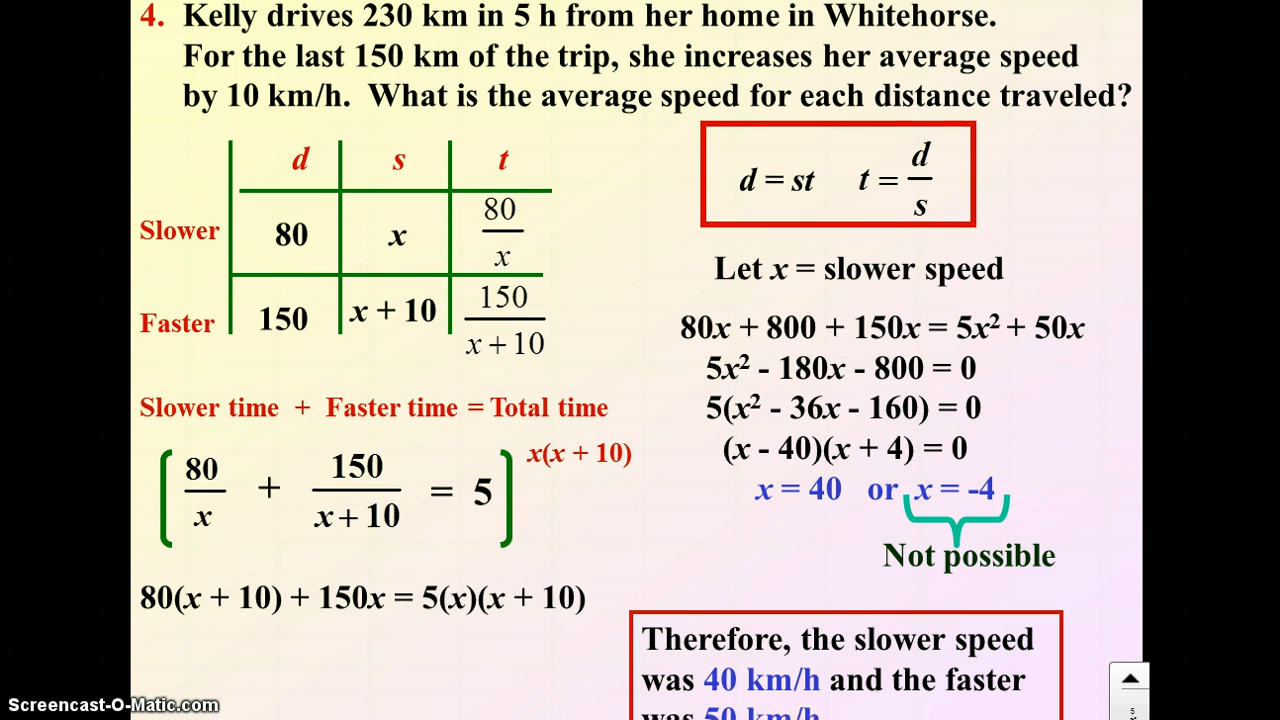 4. Kelly drives 230 km in 5 h from her home in Whitehorse.
For the last 150 km of the trip, she increases her average speed
by 10 km/h. What is the average speed for each distance traveled?
d s t
Slower 80 x 80/x
Faster 150 x + 10 150/(x + 10)
d = st t = d/s
Let x = slower speed
80x + 800 + 150x = 5x² + 50x
5x² - 180x - 800 = 0
5(x² - 36x - 160) = 0
(x - 40)(x + 4) = 0
x = 40 or x = -4
Not possible
Slower time + Faster time = Total time
[80/x + 150/(x + 10) = 5] x(x + 10)
80(x + 10) + 150x = 5(x)(x + 10)
Therefore, the slower speed
was 40 km/h and the faster
was 50 km/h
Screencast-O-Matic.com
5